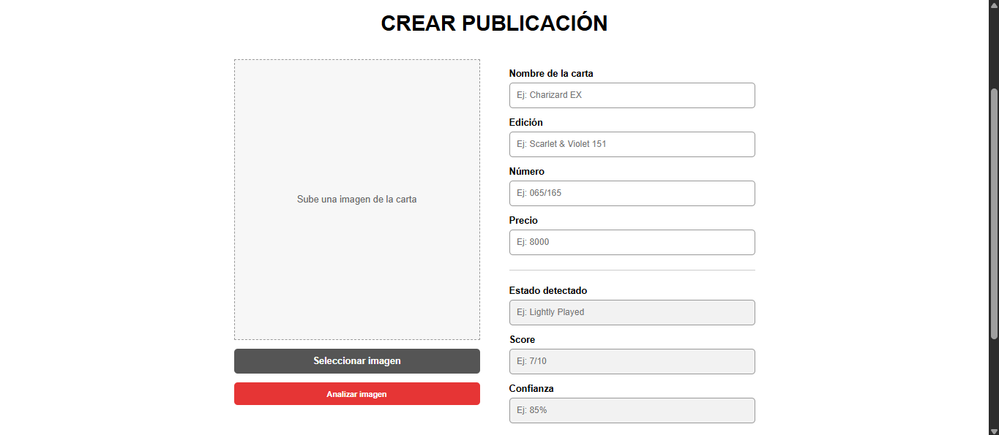 CREAR PUBLICACIÓN
Sube una imagen de la carta
Seleccionar imagen
Analizar imagen
Nombre de la carta
Ej: Charizard EX
Edición
Ej: Scarlet & Violet 151
Número
Ej: 065/165
Precio
Ej: 8000
Estado detectado
Ej: Lightly Played
Score
Ej: 7/10
Confianza
Ej: 85%